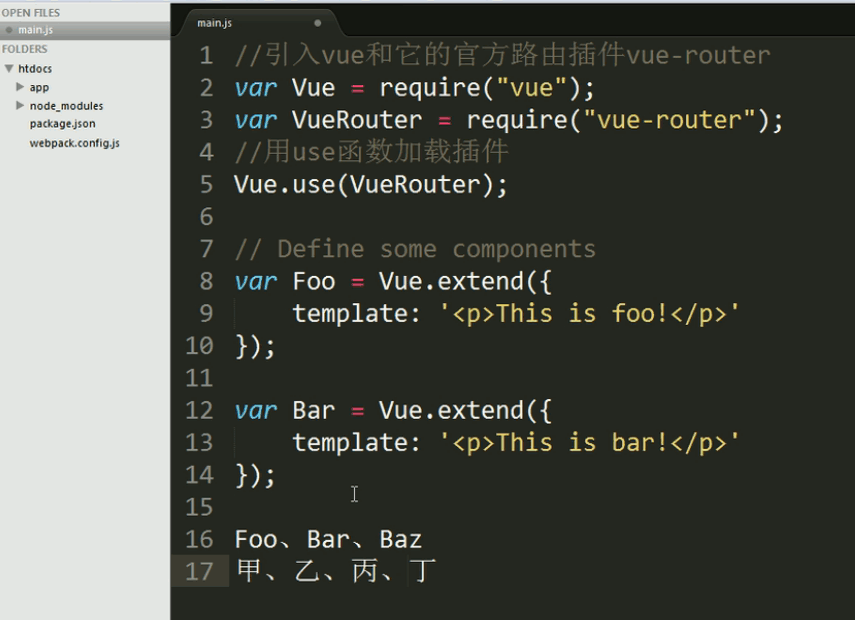 OPEN FILES
main.js
FOLDERS
htdocs
app
node_modules
package.json
webpack.config.js
main.js
1 //引入vue和它的官方路由插件vue-router
2 var Vue = require("vue");
3 var VueRouter = require("vue-router");
4 //用use函数加载插件
5 Vue.use(VueRouter);
6
7 // Define some components
8 var Foo = Vue.extend({
9     template: '<p>This is foo!</p>'
10 });
11
12 var Bar = Vue.extend({
13     template: '<p>This is bar!</p>'
14 });
15
16 Foo、Bar、Baz
17 甲、乙、丙、丁